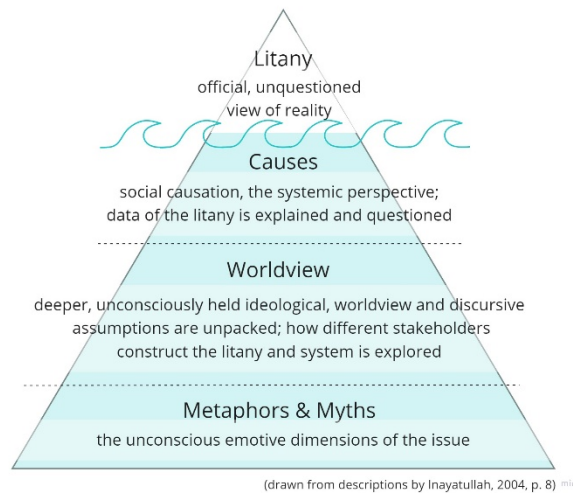 Litany
official, unquestioned
view of reality
Causes
social causation, the systemic perspective;
data of the litany is explained and questioned
Worldview
deeper, unconsciously held ideological, worldview and discursive
assumptions are unpacked; how different stakeholders
construct the litany and system is explored
Metaphors & Myths
the unconscious emotive dimensions of the issue
(drawn from descriptions by Inayatullah, 2004, p. 8)